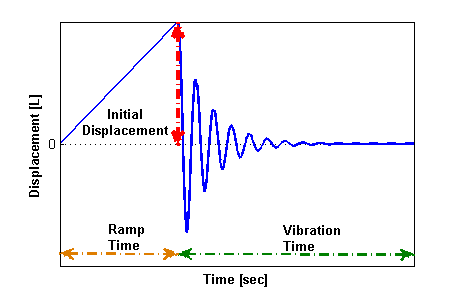 Displacement [L]
0
Initial
Displacement
Ramp
Time
Vibration
Time
Time [sec]